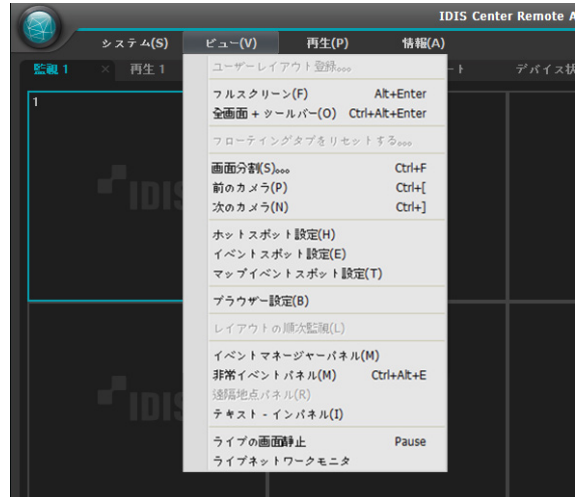 IDIS Center Remote A
システム(S) ビュー(V) 再生(P) 情報(A)
監視 1 × 再生 1 ート デバイス状
1
ユーザーレイアウト登録...
フルスクリーン(F) Alt+Enter
全画面 + ツールバー(O) Ctrl+Alt+Enter
フローティングタブをリセットする...
画面分割(S)... Ctrl+F
前のカメラ(P) Ctrl+[
次のカメラ(N) Ctrl+]
ホットスポット設定(H)
イベントスポット設定(E)
マップイベントスポット設定(T)
ブラウザー設定(B)
レイアウトの順次監視(L)
イベントマネージャーパネル(M)
非常イベントパネル(M) Ctrl+Alt+E
遠隔地点パネル(R)
テキスト - インパネル(I)
ライブの画面静止 Pause
ライブネットワークモニタ
IDIS
IDIS